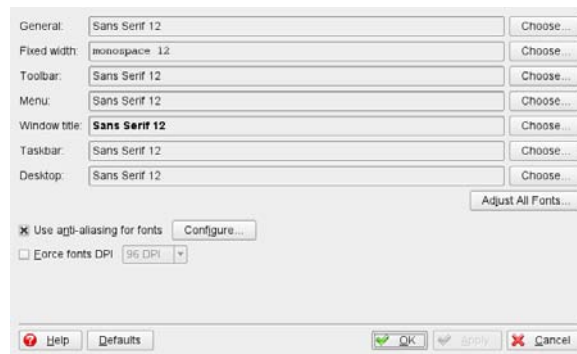 General: Sans Serif 12 Choose...
Fixed width: monospace 12 Choose...
Toolbar: Sans Serif 12 Choose...
Menu: Sans Serif 12 Choose...
Window title: Sans Serif 12 Choose...
Taskbar: Sans Serif 12 Choose...
Desktop: Sans Serif 12 Choose...
Adjust All Fonts...
Use anti-aliasing for fonts Configure...
Force fonts DPI 96 DPI
Help Defaults OK Apply Cancel